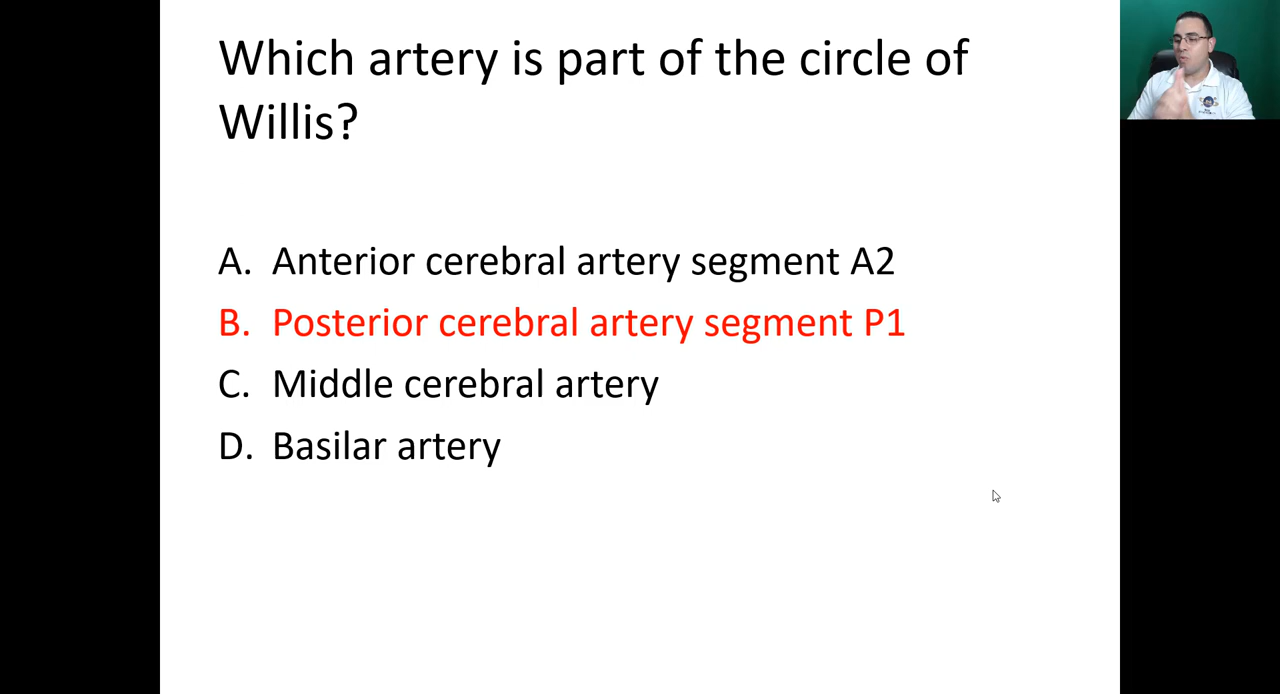 Which artery is part of the circle of
Willis?
A. Anterior cerebral artery segment A2
B. Posterior cerebral artery segment P1
C. Middle cerebral artery
D. Basilar artery